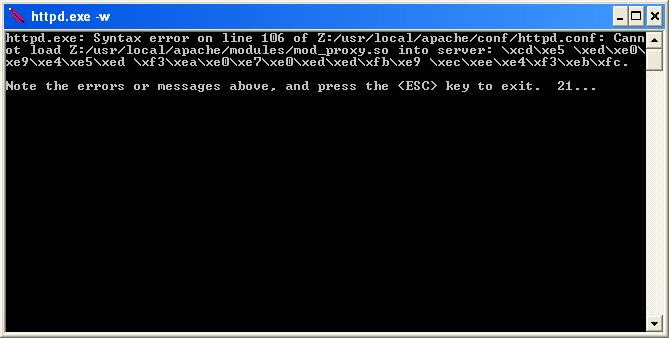 httpd.exe -w
httpd.exe: Syntax error on line 106 of Z:/usr/local/apache/conf/httpd.conf: Cann
ot load Z:/usr/local/apache/modules/mod_proxy.so into server: \xcd\xe5 \xed\xe0\
xe9\xe4\xe5\xed \xf3\xea\xe0\xe7\xe0\xed\xed\xfb\xe9 \xec\xee\xe4\xf3\xeb\xfc.
Note the errors or messages above, and press the <ESC> key to exit.  21...